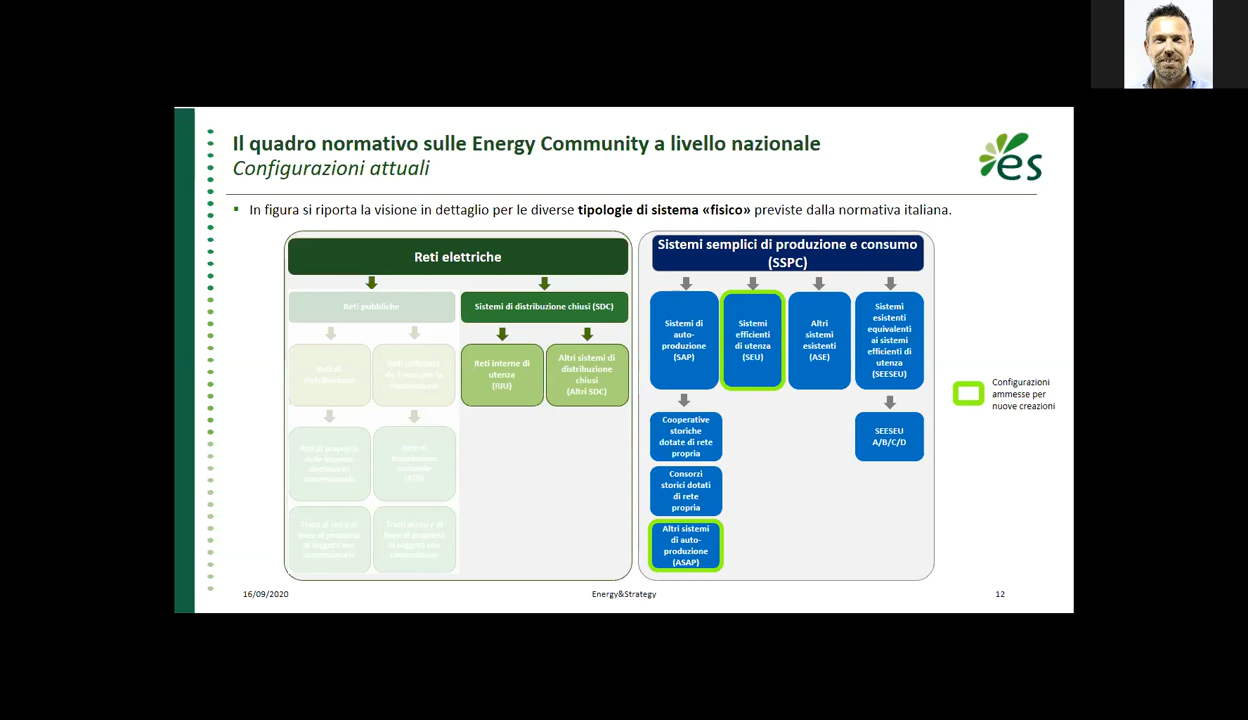 Il quadro normativo sulle Energy Community a livello nazionale
Configurazioni attuali
es
In figura si riporta la visione in dettaglio per le diverse tipologie di sistema «fisico» previste dalla normativa italiana.
Reti elettriche
Reti pubbliche
Sistemi di distribuzione chiusi (SDC)
Reti di
distribuzione
Reti interne di
utenza
(RIU)
Altri sistemi di
distribuzione
chiusi
(Altri SDC)
Sistemi semplici di produzione e consumo
(SSPC)
Sistemi di
auto-
produzione
(SAP)
Sistemi
efficienti
di utenza
(SEU)
Altri
sistemi
esistenti
(ASE)
Sistemi
esistenti
equivalenti
ai sistemi
efficienti di
utenza
(SEESEU)
Cooperative
storiche
dotate di rete
propria
Consorzi
storici dotati
di rete
propria
Altri sistemi
di auto-
produzione
(ASAP)
SEESEU
A/B/C/D
Configurazioni
ammesse per
nuove creazioni
16/09/2020
Energy&Strategy
12